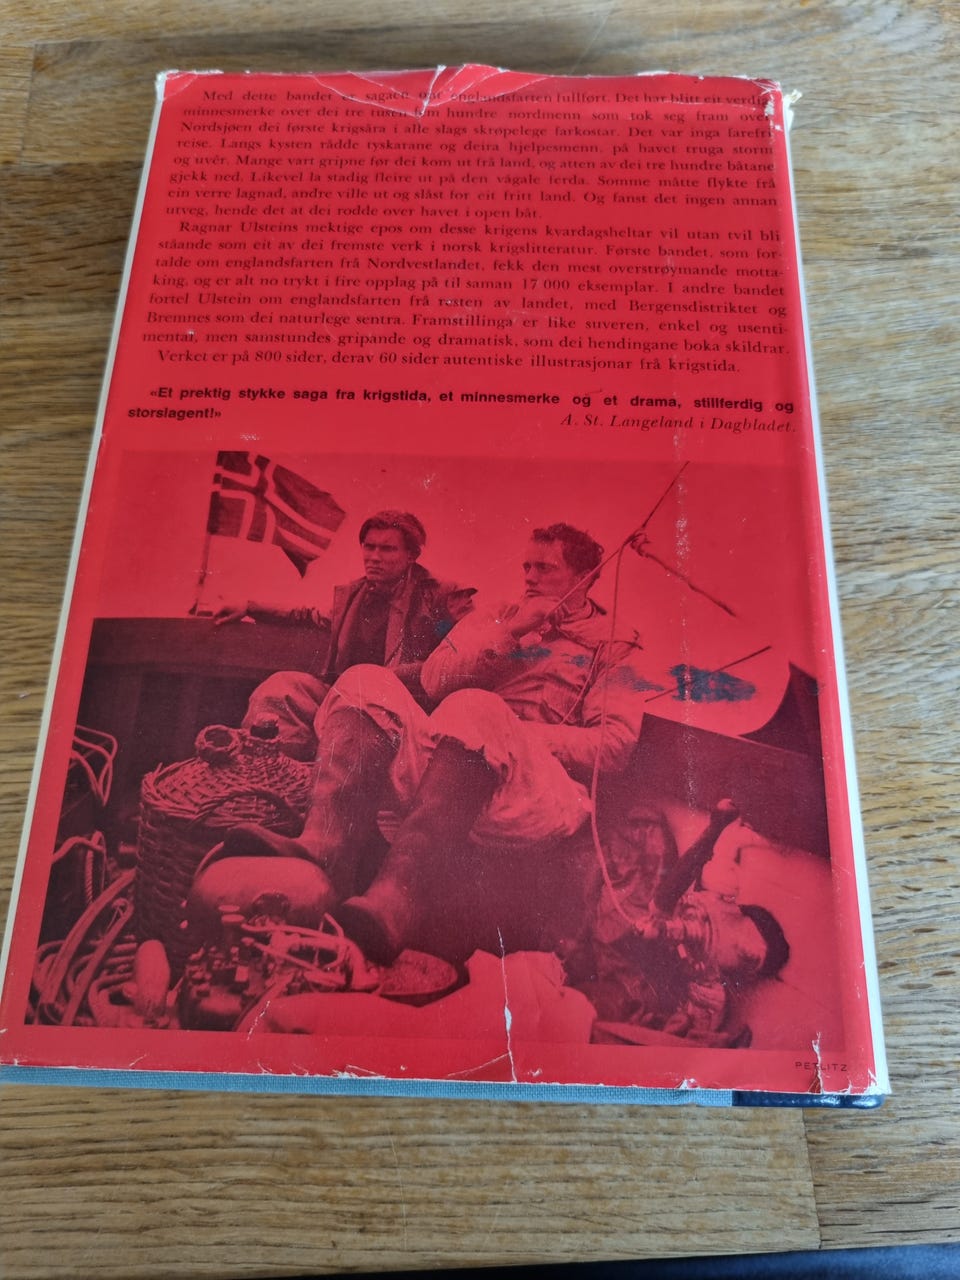 Med dette bandet er sagaen om englandsfarten fullført. Det har blitt eit verdig
minnesmerke over dei tre tusen fem hundre nordmenn som tok seg fram over
Nordsjøen dei første krigsåra i alle slags skrøpelege farkostar. Det var inga farefri
reise. Langs kysten rådde tyskarane og deira hjelpesmenn, på havet truga storm
og uvêr. Mange vart gripne før dei kom ut frå land, og atten av dei tre hundre båtane
gjekk ned. Likevel la stadig fleire ut på den vågale ferda. Somme måtte flykte frå
ein verre lagnad, andre ville ut og slåst for eit fritt land. Og fanst det ingen annan
utveg, hende det at dei rodde over havet i open båt.
Ragnar Ulsteins mektige epos om desse krigens kvardagsheltar vil utan tvil bli
ståande som eit av dei fremste verk i norsk krigslitteratur. Første bandet, som for-
talde om englandsfarten frå Nordvestlandet, fekk den mest overstrøymande motta-
king, og er alt no trykt i fire opplag på til saman 17 000 eksemplar. I andre bandet
fortel Ulstein om englandsfarten frå resten av landet, med Bergensdistriktet og
Bremnes som dei naturlege sentra. Framstillinga er like suveren, enkel og usenti-
mentar, men samstundes gripande og dramatisk, som dei hendingane boka skildrar.
Verket er på 800 sider, derav 60 sider autentiske illustrasjonar frå krigstida.
«Et prektig stykke saga fra krigstida, et minnesmerke og et drama, stillferdig og
storslagent!»
A. St. Langeland i Dagbladet.
PETLITZ